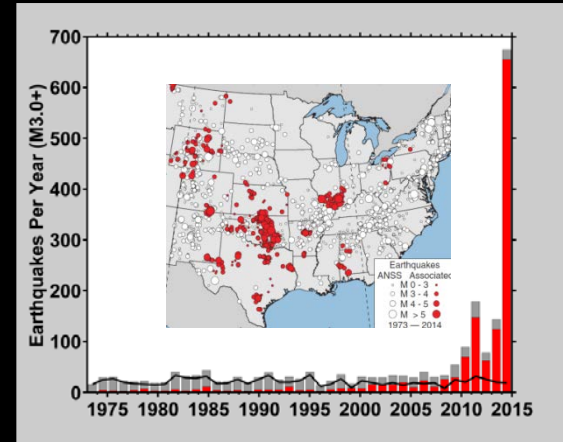 Earthquakes Per Year (M3.0+)
700
600
500
400
300
200
100
0
Earthquakes
ANSS Associated
M 0 - 3
M 3 - 4
M 4 - 5
M > 5
1973 — 2014
1975 1980 1985 1990 1995 2000 2005 2010 2015